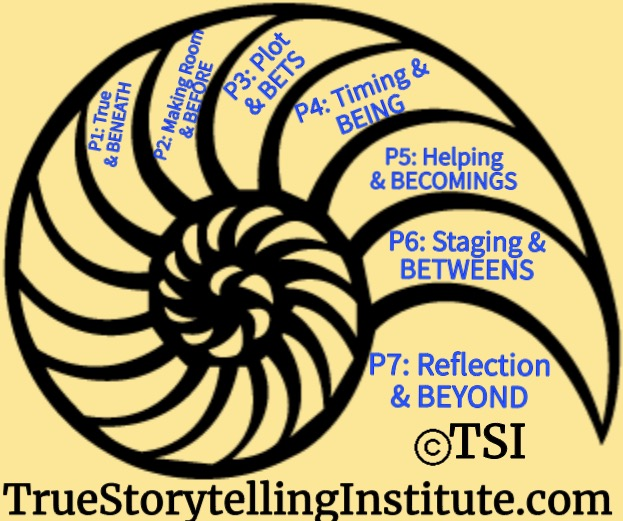 P1: True
& BENEATH
P2: Making Room
& BEFORE
P3: Plot
& BETS
P4: Timing &
BEING
P5: Helping
& BECOMINGS
P6: Staging &
BETWEENS
P7: Reflection
& BEYOND
©TSI
TrueStorytellingInstitute.com